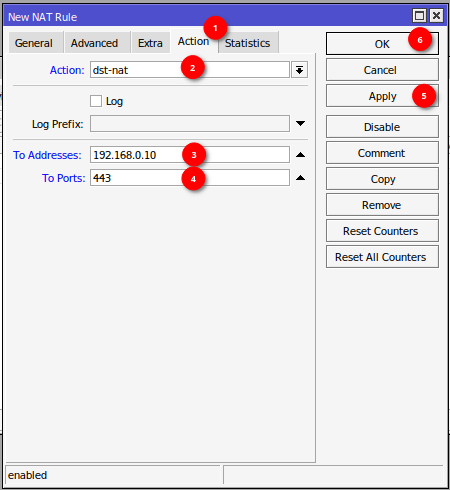 New NAT Rule
General Advanced Extra Action Statistics
1
Action: dst-nat
2
Log
Log Prefix:
To Addresses: 192.168.0.10
3
To Ports: 443
4
OK
6
Cancel
Apply
5
Disable
Comment
Copy
Remove
Reset Counters
Reset All Counters
enabled